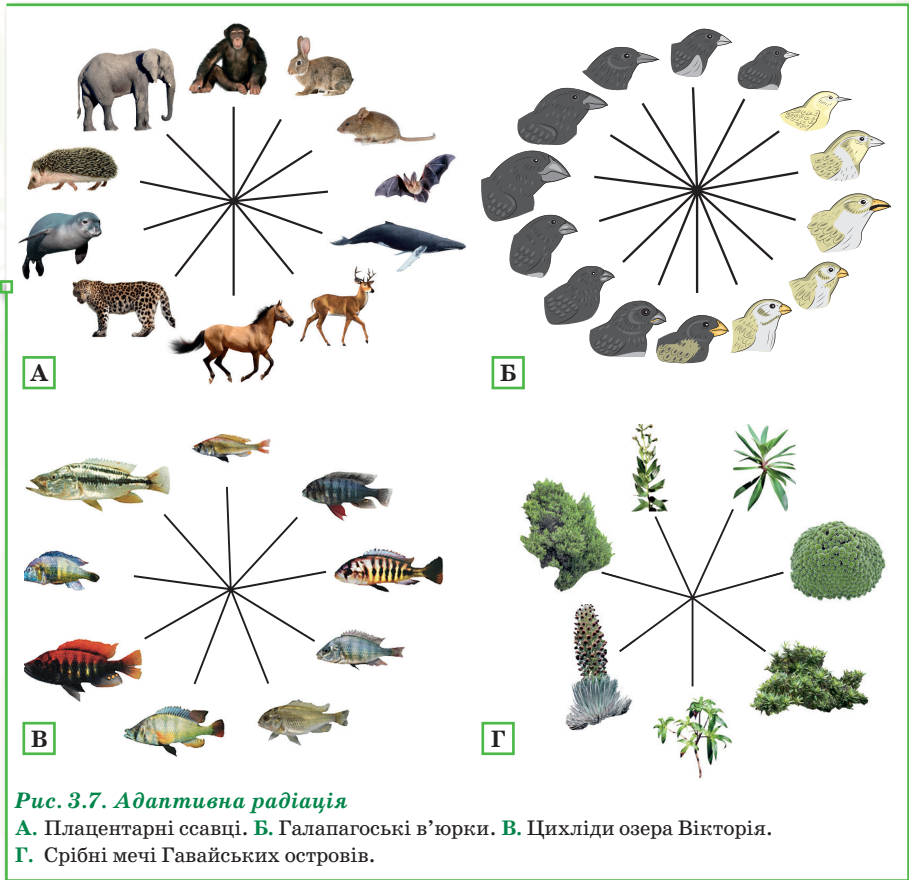 А
Б
В
Г
Рис. 3.7. Адаптивна радіація
А. Плацентарні ссавці. Б. Галапагоські в’юрки. В. Цихліди озера Вікторія.
Г. Срібні мечі Гавайських островів.